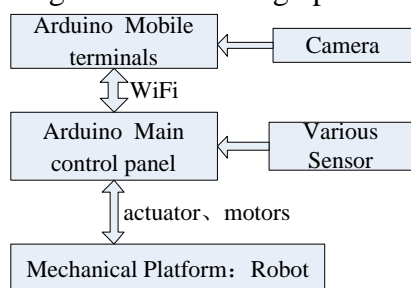 Arduino Mobile
terminals
Camera
WiFi
Arduino Main
control panel
Various
Sensor
actuator、motors
Mechanical Platform：Robot